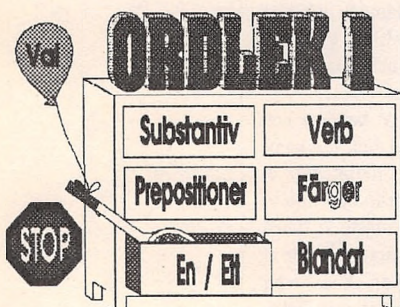 Val
ORDLEK 1
Substantiv Verb
Prepositioner Färger
STOP
En / Ett Blandat